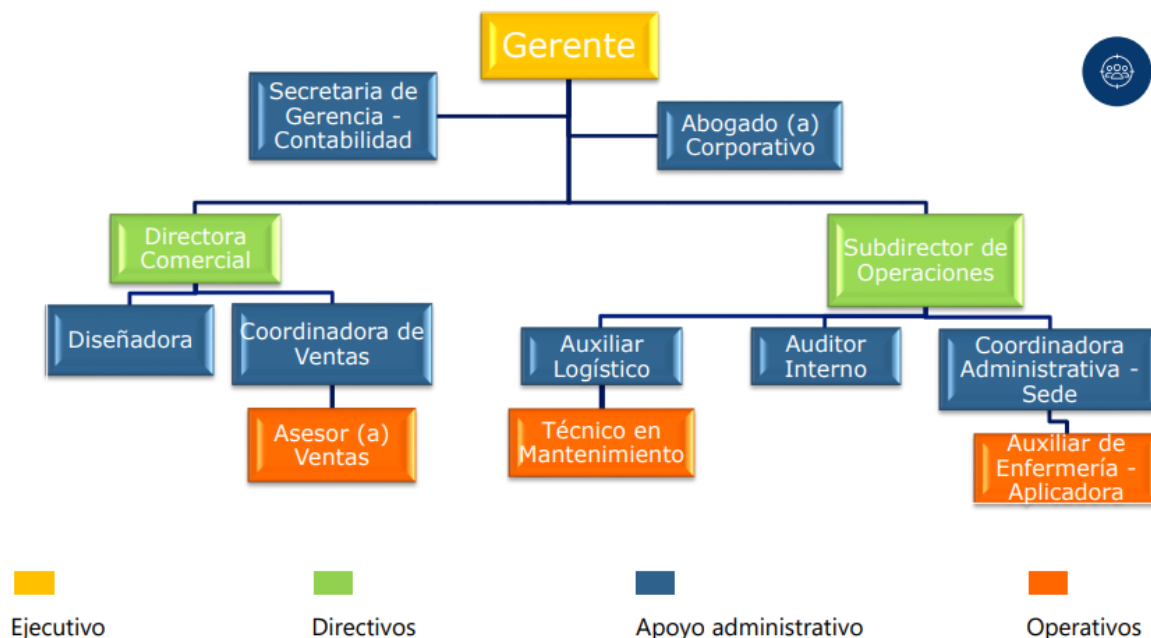 Gerente
Secretaria de
Gerencia -
Contabilidad
Abogado (a)
Corporativo
Directora
Comercial
Subdirector de
Operaciones
Diseñadora
Coordinadora de
Ventas
Auxiliar
Logístico
Auditor
Interno
Coordinadora
Administrativa -
Sede
Asesor (a)
Ventas
Técnico en
Mantenimiento
Auxiliar de
Enfermería -
Aplicadora
Ejecutivo
Directivos
Apoyo administrativo
Operativos